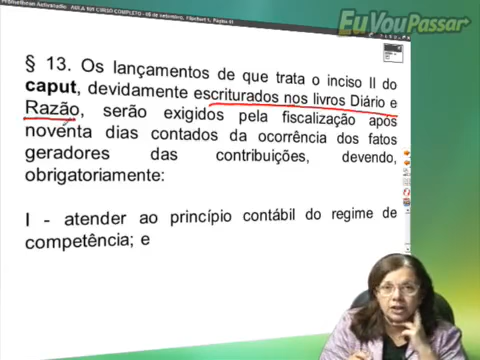 EuVouPassar
§ 13. Os lançamentos de que trata o inciso II do
caput, devidamente escriturados nos livros Diário e
Razão, serão exigidos pela fiscalização após
noventa dias contados da ocorrência dos fatos
geradores das contribuições, devendo,
obrigatoriamente:
I - atender ao princípio contábil do regime de
competência; e